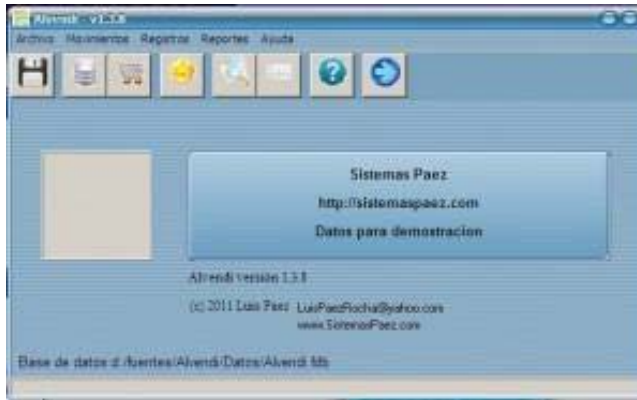 Alvendi - v1.3.8
Archivo Movimientos Registros Reportes Ayuda
Sistemas Paez
http://sistemaspaez.com
Datos para demostracion
Alvendi versión 1.3.8
(c) 2011 Luis Paez LuisPaezRocha@yahoo.com
www.SistemasPaez.com
Base de datos d:/fuentes/Alvendi/Datos/Alvendi.fdb